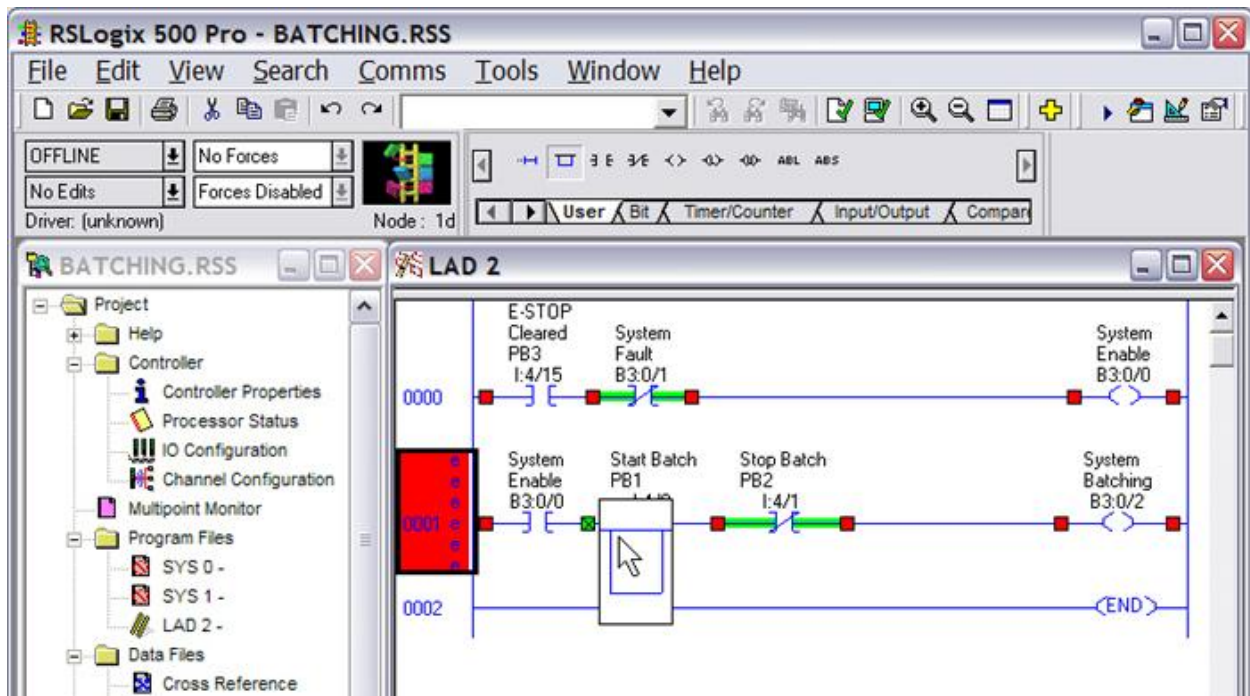 RSLogix 500 Pro - BATCHING.RSS
File Edit View Search Comms Tools Window Help
OFFLINE No Forces
No Edits Forces Disabled
Driver: (unknown) Node : 1d
ABL ABS
User Bit Timer/Counter Input/Output Compar
BATCHING.RSS
Project
Help
Controller
Controller Properties
Processor Status
IO Configuration
Channel Configuration
Multipoint Monitor
Program Files
SYS 0 -
SYS 1 -
LAD 2 -
Data Files
Cross Reference
LAD 2
E-STOP
Cleared System System
PB3 Fault Enable
I:4/15 B3:0/1 B3:0/0
0000
System Start Batch Stop Batch System
Enable PB1 PB2 Batching
B3:0/0 I:4/1 B3:0/2
e
e
e
0001 e
e
e
0002 (END)